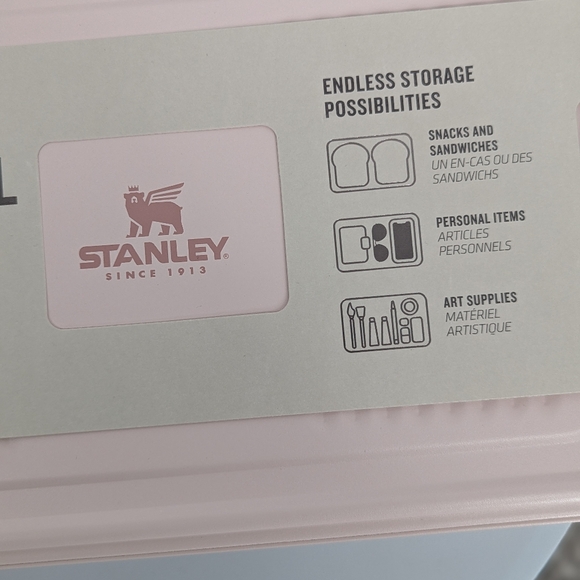 STANLEY®
SINCE 1913
ENDLESS STORAGE
POSSIBILITIES
SNACKS AND
SANDWICHES
UN EN-CAS OU DES
SANDWICHS
PERSONAL ITEMS
ARTICLES
PERSONNELS
ART SUPPLIES
MATÉRIEL
ARTISTIQUE